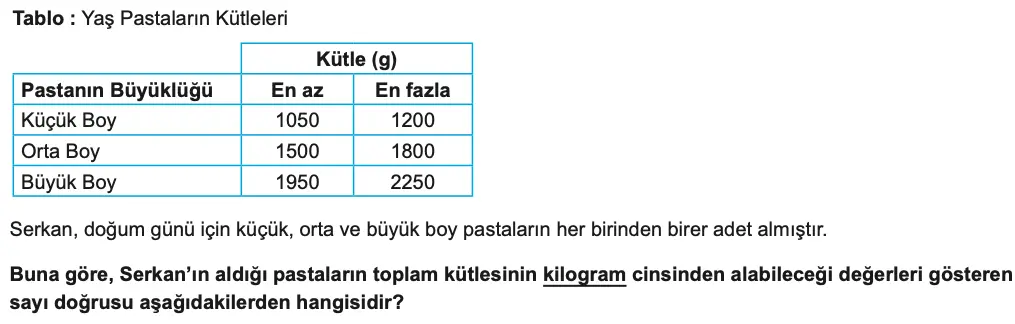 Tablo : Yaş Pastaların Kütleleri
Kütle (g)
Pastanın Büyüklüğü En az En fazla
Küçük Boy 1050 1200
Orta Boy 1500 1800
Büyük Boy 1950 2250
Serkan, doğum günü için küçük, orta ve büyük boy pastaların her birinden birer adet almıştır.
Buna göre, Serkan’ın aldığı pastaların toplam kütlesinin kilogram cinsinden alabileceği değerleri gösteren
sayı doğrusu aşağıdakilerden hangisidir?